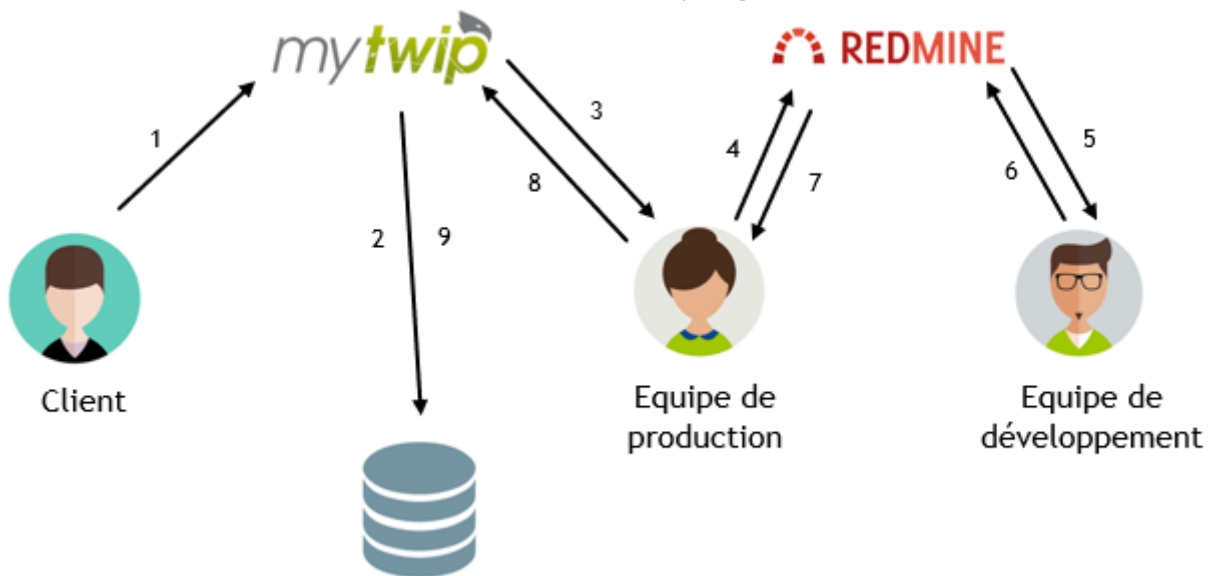 mytwip
REDMINE
1
3
4
5
8
7
6
2
9
Client
Equipe de
production
Equipe de
développement